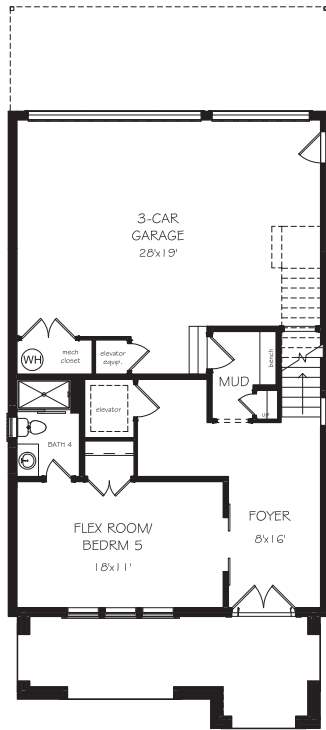 3-CAR
GARAGE
28'x19'
WH
mech
closet
elevator
equip.
bench
MUD
elevator
BATH 4
FLEX ROOM/
BEDRM 5
18'x11'
FOYER
8'x16'